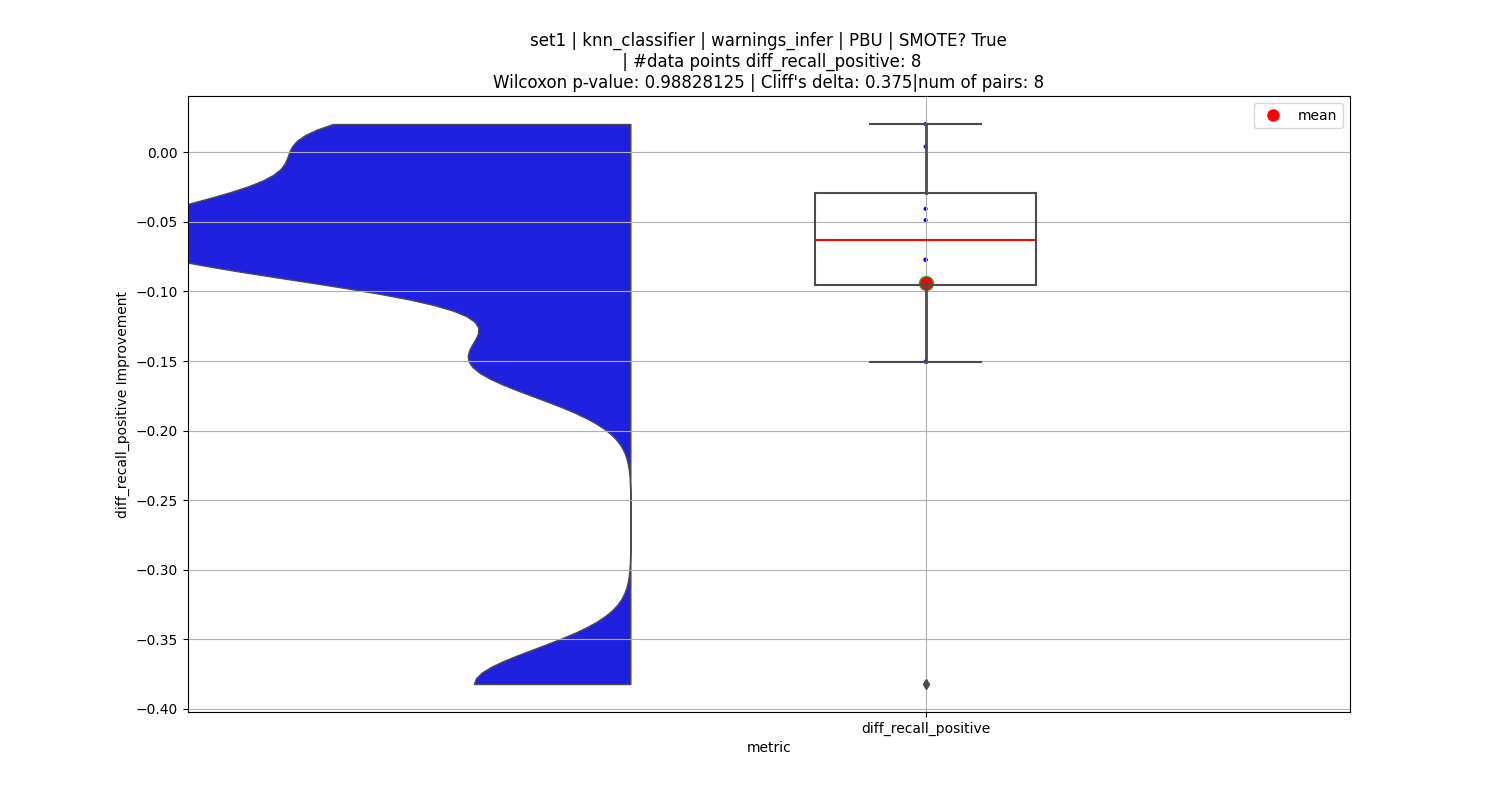 set1 | knn_classifier | warnings_infer | PBU | SMOTE? True
| #data points diff_recall_positive: 8
Wilcoxon p-value: 0.98828125 | Cliff's delta: 0.375|num of pairs: 8
mean
0.00
−0.05
−0.10
−0.15
−0.20
−0.25
−0.30
−0.35
−0.40
diff_recall_positive Improvement
diff_recall_positive
metric